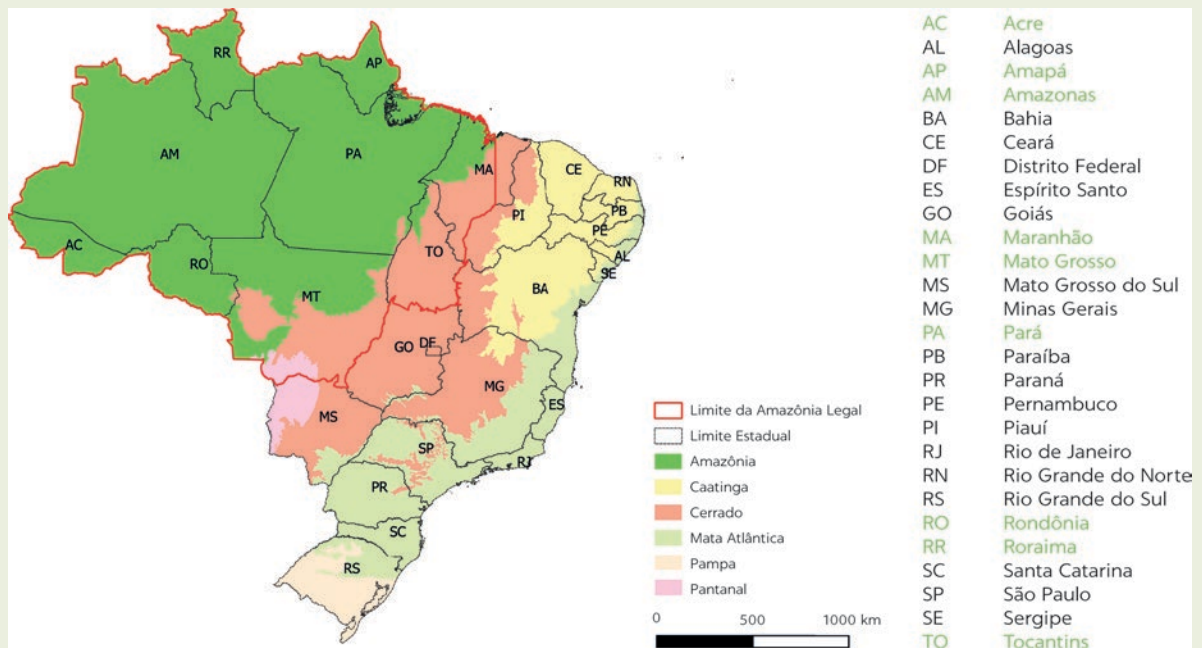 RR
AP
AM
PA
MA
CE
RN
PI
PB
PE
AC
TO
AL
RO
SE
MT
BA
GO
DF
MG
MS
ES
SP
RJ
PR
SC
RS
Limite da Amazônia Legal
Limite Estadual
Amazônia
Caatinga
Cerrado
Mata Atlântica
Pampa
Pantanal
0 500 1000 km
AC Acre
AL Alagoas
AP Amapá
AM Amazonas
BA Bahia
CE Ceará
DF Distrito Federal
ES Espírito Santo
GO Goiás
MA Maranhão
MT Mato Grosso
MS Mato Grosso do Sul
MG Minas Gerais
PA Pará
PB Paraíba
PR Paraná
PE Pernambuco
PI Piauí
RJ Rio de Janeiro
RN Rio Grande do Norte
RS Rio Grande do Sul
RO Rondônia
RR Roraima
SC Santa Catarina
SP São Paulo
SE Sergipe
TO Tocantins